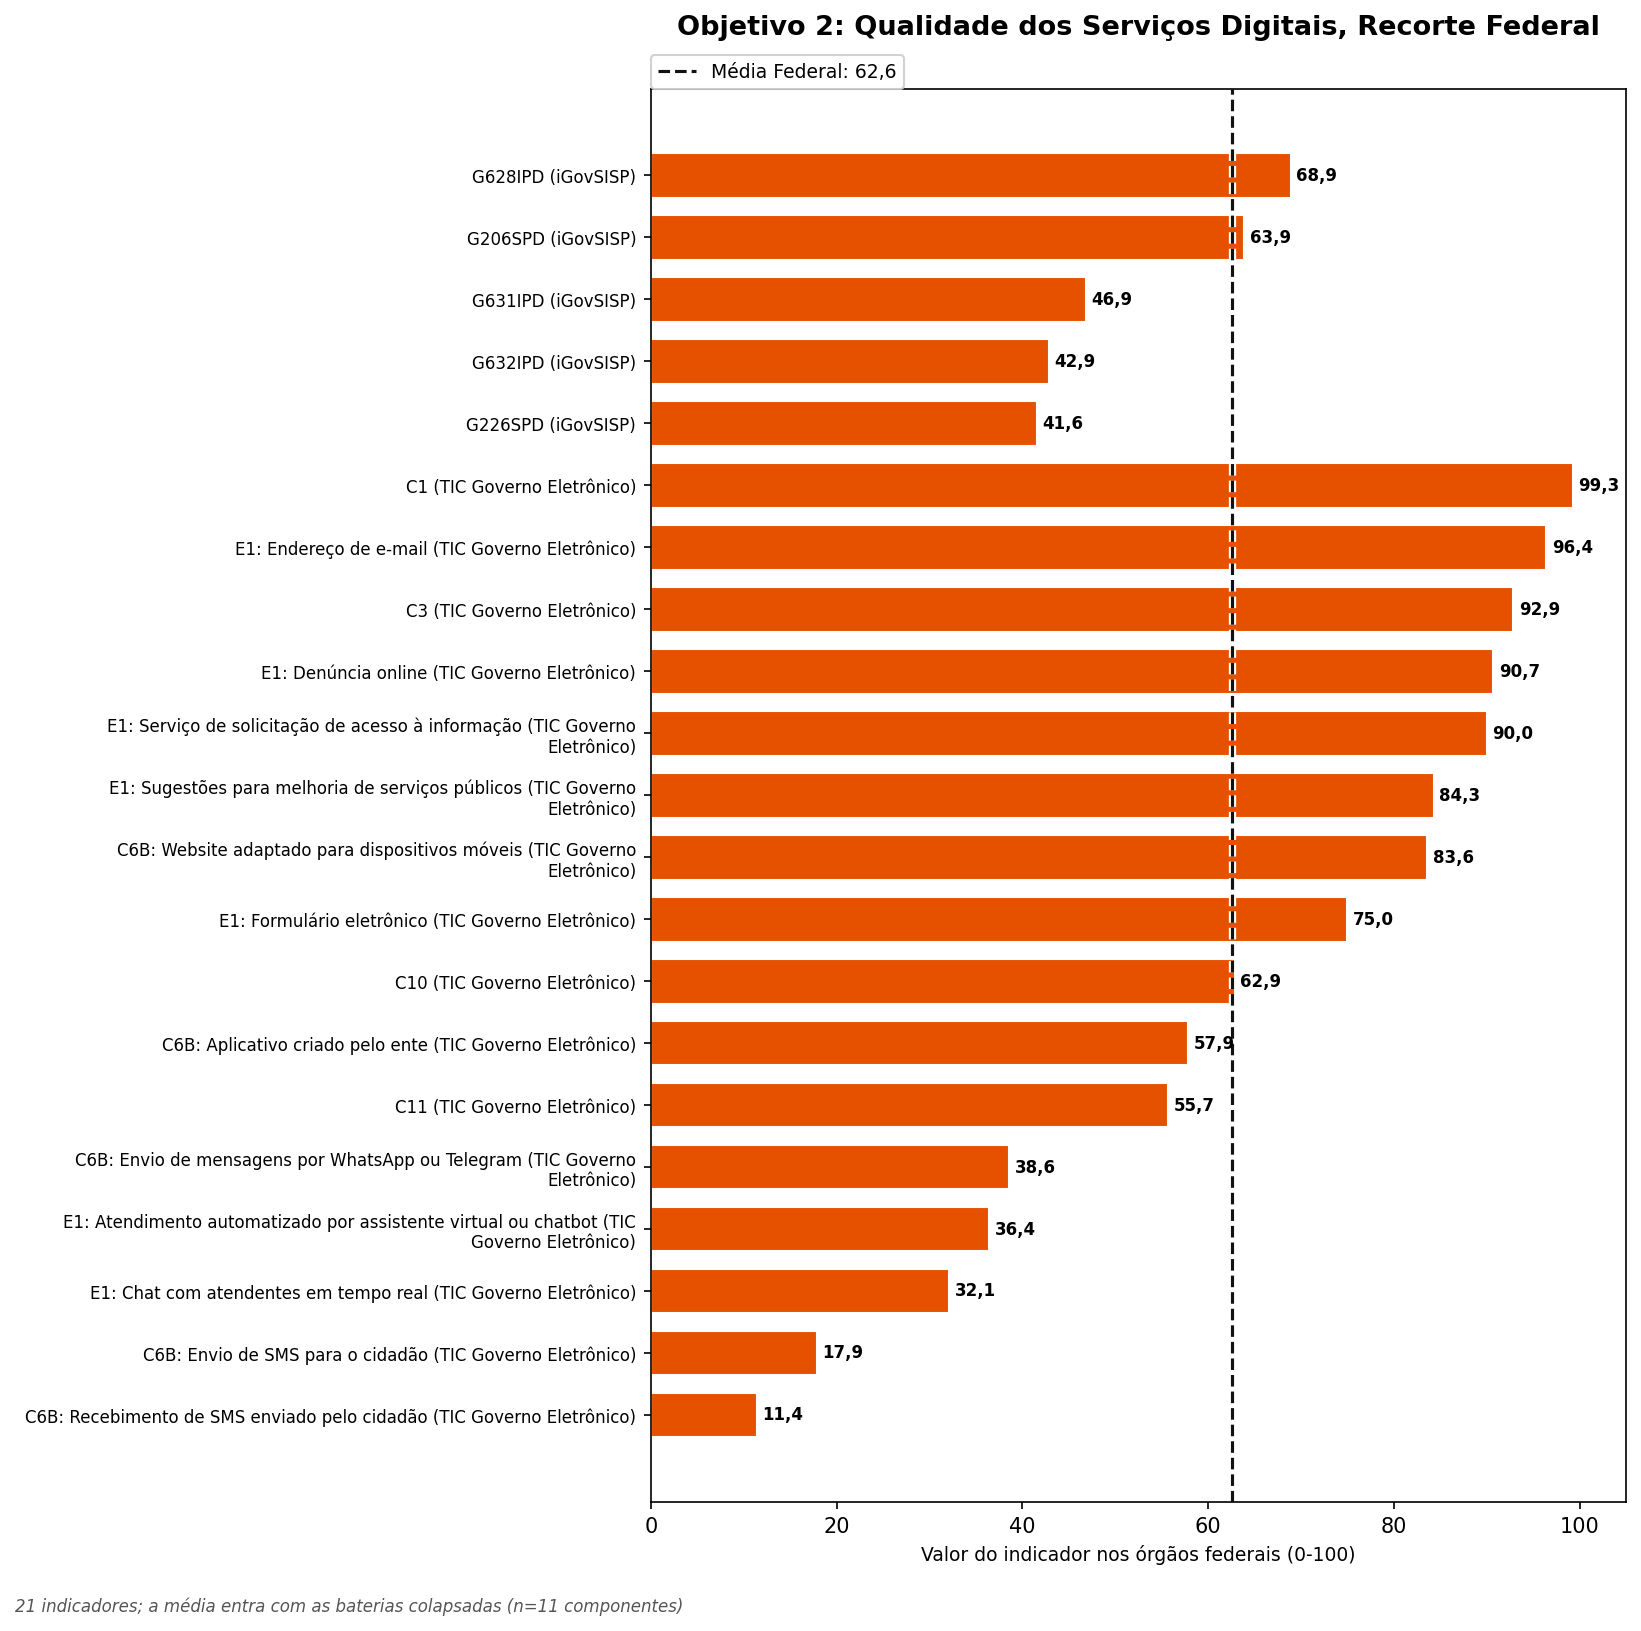 Objetivo 2: Qualidade dos Serviços Digitais, Recorte Federal
Média Federal: 62,6
G628IPD (iGovSISP) 68,9
G206SPD (iGovSISP) 63,9
G631IPD (iGovSISP) 46,9
G632IPD (iGovSISP) 42,9
G226SPD (iGovSISP) 41,6
C1 (TIC Governo Eletrônico) 99,3
E1: Endereço de e-mail (TIC Governo Eletrônico) 96,4
C3 (TIC Governo Eletrônico) 92,9
E1: Denúncia online (TIC Governo Eletrônico) 90,7
E1: Serviço de solicitação de acesso à informação (TIC Governo
Eletrônico) 90,0
E1: Sugestões para melhoria de serviços públicos (TIC Governo
Eletrônico) 84,3
C6B: Website adaptado para dispositivos móveis (TIC Governo
Eletrônico) 83,6
E1: Formulário eletrônico (TIC Governo Eletrônico) 75,0
C10 (TIC Governo Eletrônico) 62,9
C6B: Aplicativo criado pelo ente (TIC Governo Eletrônico) 57,9
C11 (TIC Governo Eletrônico) 55,7
C6B: Envio de mensagens por WhatsApp ou Telegram (TIC Governo
Eletrônico) 38,6
E1: Atendimento automatizado por assistente virtual ou chatbot (TIC
Governo Eletrônico) 36,4
E1: Chat com atendentes em tempo real (TIC Governo Eletrônico) 32,1
C6B: Envio de SMS para o cidadão (TIC Governo Eletrônico) 17,9
C6B: Recebimento de SMS enviado pelo cidadão (TIC Governo Eletrônico) 11,4
0 20 40 60 80 100
Valor do indicador nos órgãos federais (0-100)
21 indicadores; a média entra com as baterias colapsadas (n=11 componentes)